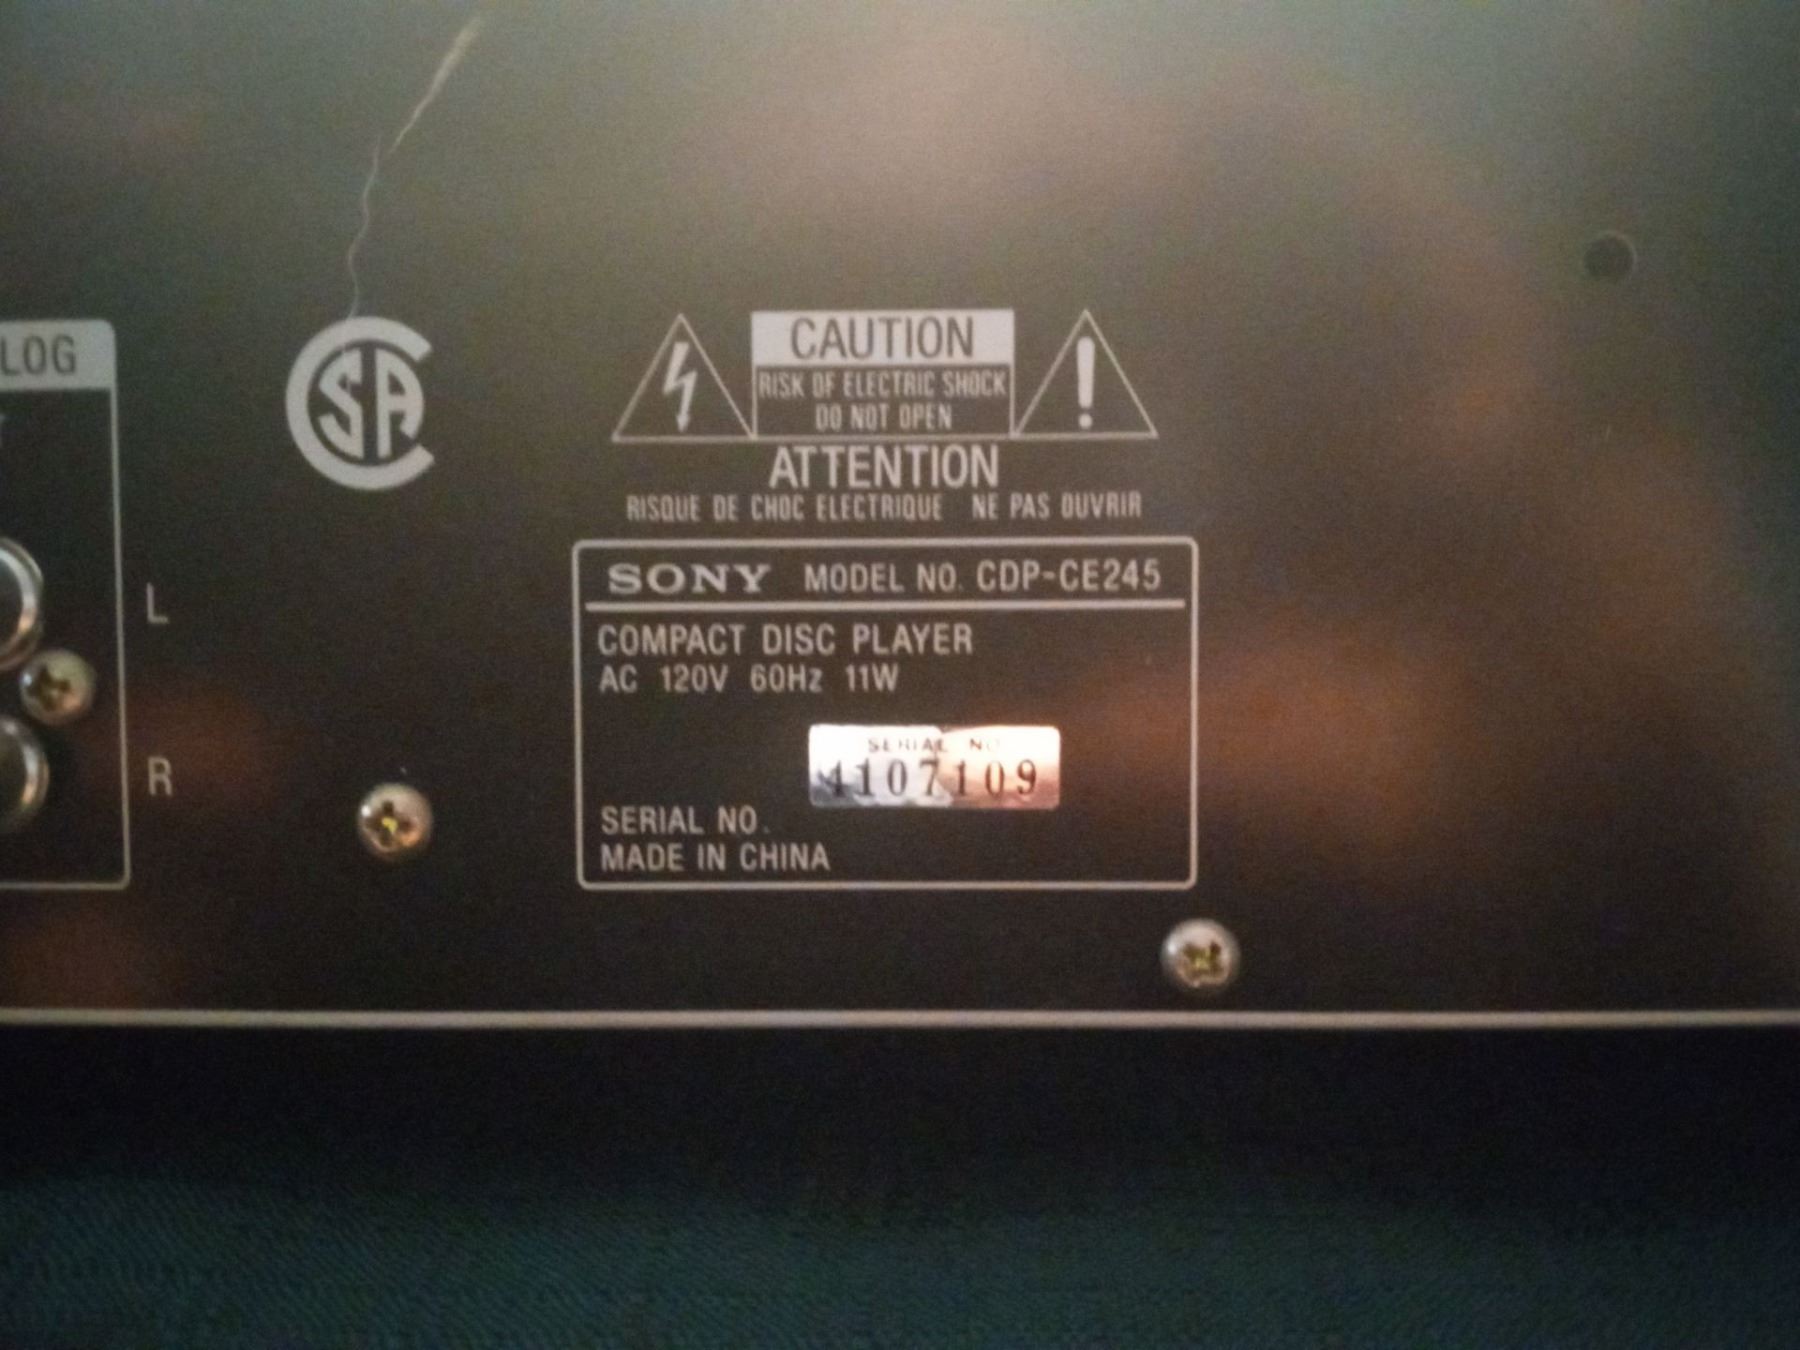 LOG
L
R
CSA
CAUTION
RISK OF ELECTRIC SHOCK
DO NOT OPEN
ATTENTION
RISQUE DE CHOC ELECTRIQUE NE PAS OUVRIR
SONY MODEL NO. CDP-CE245
COMPACT DISC PLAYER
AC 120V 60Hz 11W
SERIAL NO.
4107109
SERIAL NO.
MADE IN CHINA